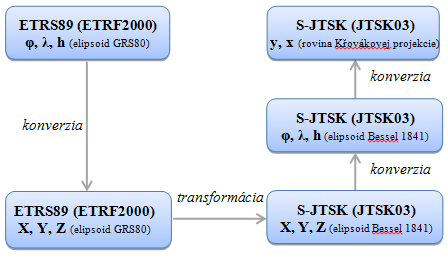 ETRS89 (ETRF2000)
φ, λ, h (elipsoid GRS80)
konverzia
ETRS89 (ETRF2000)
X, Y, Z (elipsoid GRS80)
transformácia
S-JTSK (JTSK03)
y, x (rovina Křovákovej projekcie)
konverzia
S-JTSK (JTSK03)
φ, λ, h (elipsoid Bessel 1841)
konverzia
S-JTSK (JTSK03)
X, Y, Z (elipsoid Bessel 1841)